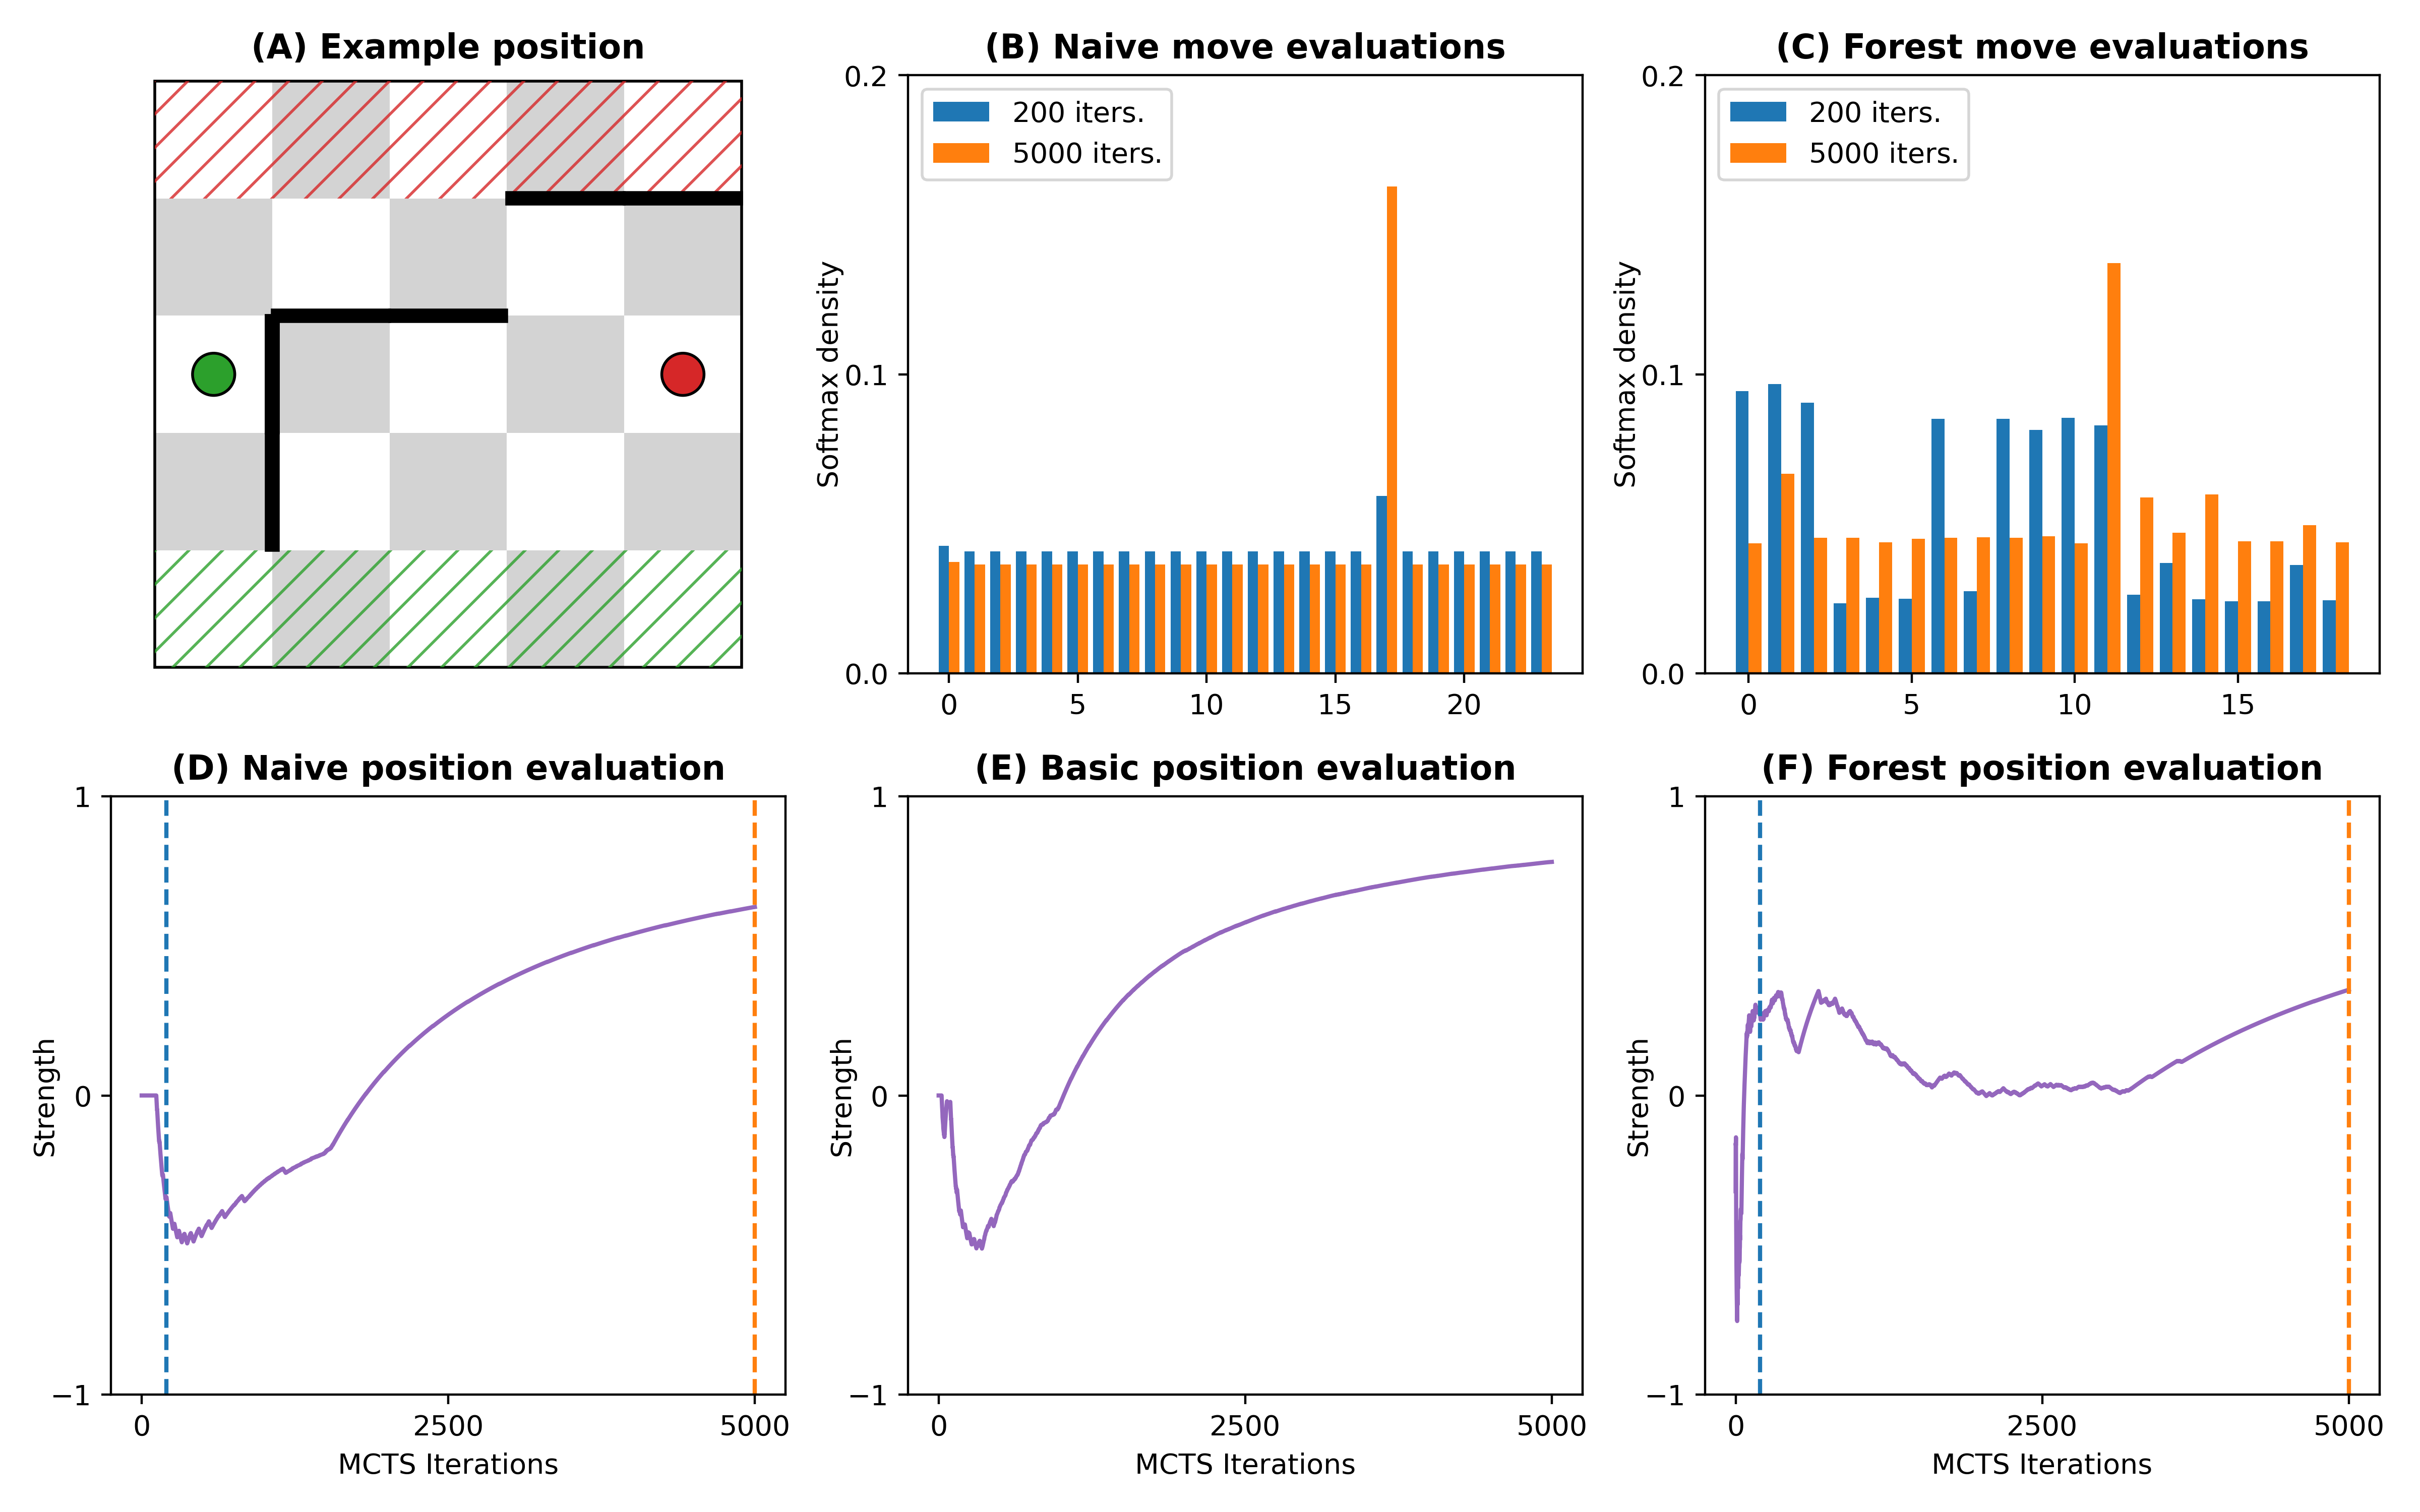 (A) Example position
(B) Naive move evaluations
0.2
0.1
0.0
Softmax density
200 iters.
5000 iters.
0 5 10 15 20
(C) Forest move evaluations
0.2
0.1
0.0
Softmax density
200 iters.
5000 iters.
0 5 10 15
(D) Naive position evaluation
1
0
−1
Strength
0 2500 5000
MCTS Iterations
(E) Basic position evaluation
1
0
−1
Strength
0 2500 5000
MCTS Iterations
(F) Forest position evaluation
1
0
−1
Strength
0 2500 5000
MCTS Iterations